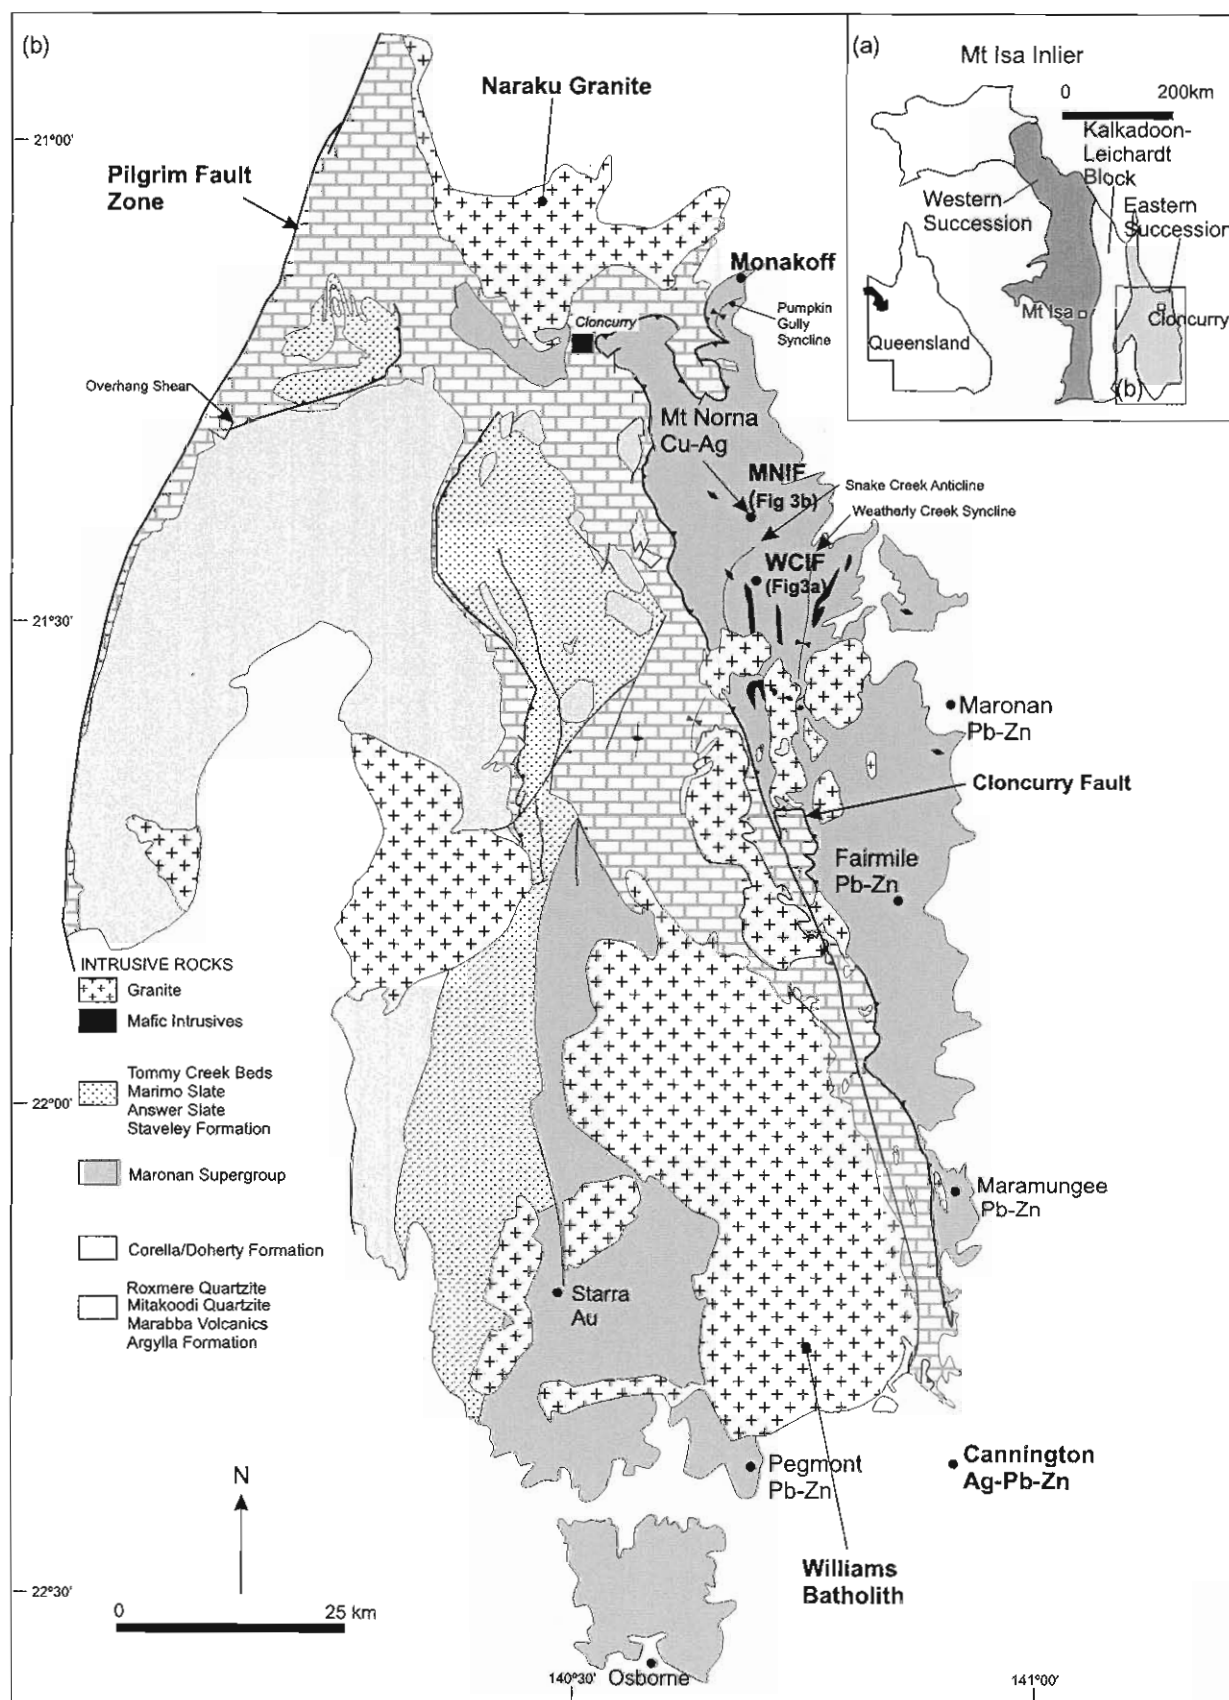 (b)
Naraku Granite
21°00'
Pilgrim Fault
Zone
Monakoff
Pumpkin
Gully
Syncline
Cloncurry
Overhang Shear
Mt Norna
Cu-Ag
MNIF
(Fig 3b)
Snake Creek Anticline
Weatherly Creek Syncline
WCIF
(Fig3a)
21°30'
Maronan
Pb-Zn
Cloncurry Fault
Fairmile
Pb-Zn
(a)
Mt Isa Inlier
0 200km
Kalkadoon-
Leichardt
Block
Western
Succession
Eastern
Succession
Mt Isa
Cloncurry
Queensland
(b)
INTRUSIVE ROCKS
Granite
Mafic Intrusives
Tommy Creek Beds
Marimo Slate
Answer Slate
Staveley Formation
22°00'
Maronan Supergroup
Corella/Doherty Formation
Roxmere Quartzite
Mitakoodi Quartzite
Marabba Volcanics
Argylla Formation
Maramungee
Pb-Zn
Starra
Au
Pegmont
Pb-Zn
Cannington
Ag-Pb-Zn
Williams
Batholith
N
22°30'
0 25 km
Osborne
140°30'
141°00'